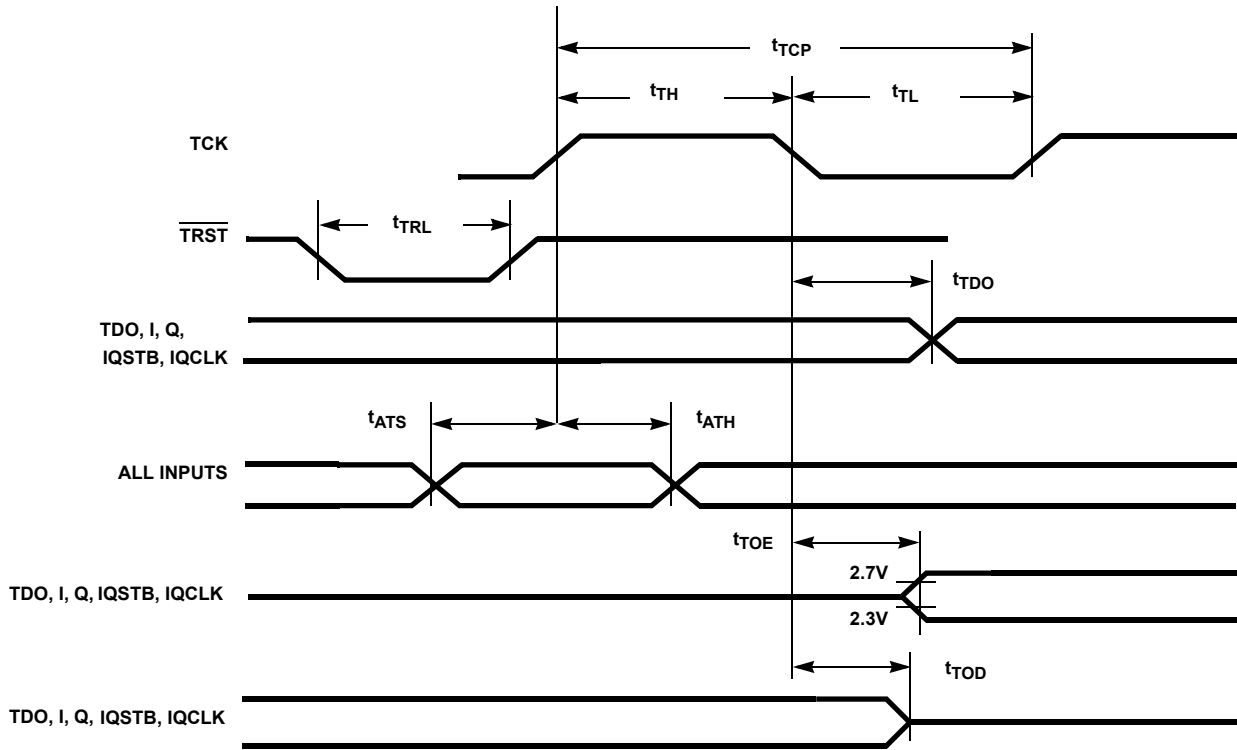 tTCP
tTH
tTL
TCK
TRST
tTRL
tTDO
TDO, I, Q,
IQSTB, IQCLK
tATS
tATH
ALL INPUTS
tTOE
2.7V
TDO, I, Q, IQSTB, IQCLK
2.3V
tTOD
TDO, I, Q, IQSTB, IQCLK